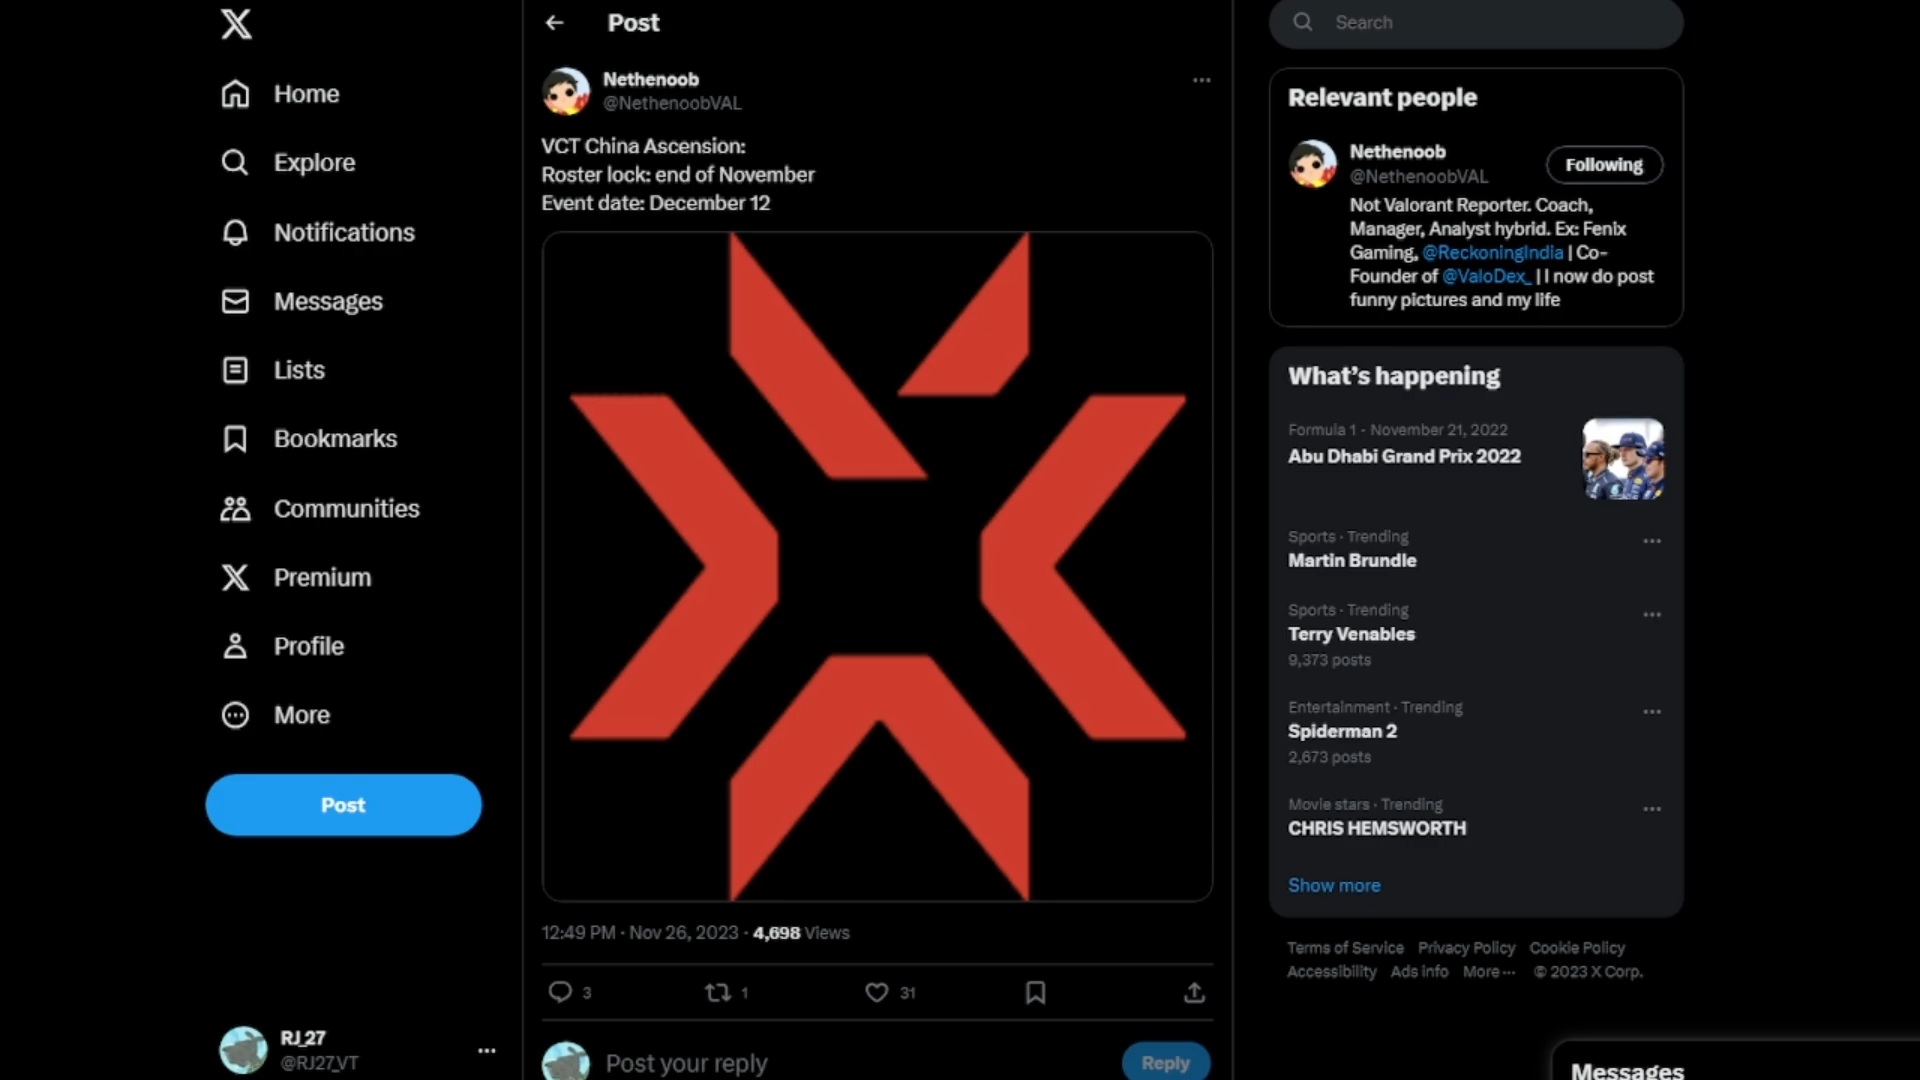 Home
Explore
Notifications
Messages
Lists
Bookmarks
Communities
Premium
Profile
More
Post
RJ_27
@RJ27_VT
Post
Nethenoob
@NethenoobVAL
VCT China Ascension:
Roster lock: end of November
Event date: December 12
12:49 PM · Nov 26, 2023 · 4,698 Views
3
1
31
Post your reply
Reply
Search
Relevant people
Nethenoob
@NethenoobVAL
Following
Not Valorant Reporter. Coach,
Manager, Analyst hybrid. Ex: Fenix
Gaming, @ReckoningIndia | Co-
Founder of @ValoDex_ | I now do post
funny pictures and my life
What's happening
Formula 1 · November 21, 2022
Abu Dhabi Grand Prix 2022
Sports · Trending
Martin Brundle
Sports · Trending
Terry Venables
9,373 posts
Entertainment · Trending
Spiderman 2
2,673 posts
Movie stars · Trending
CHRIS HEMSWORTH
Show more
Terms of Service Privacy Policy Cookie Policy
Accessibility Ads info More ··· © 2023 X Corp.
Messages